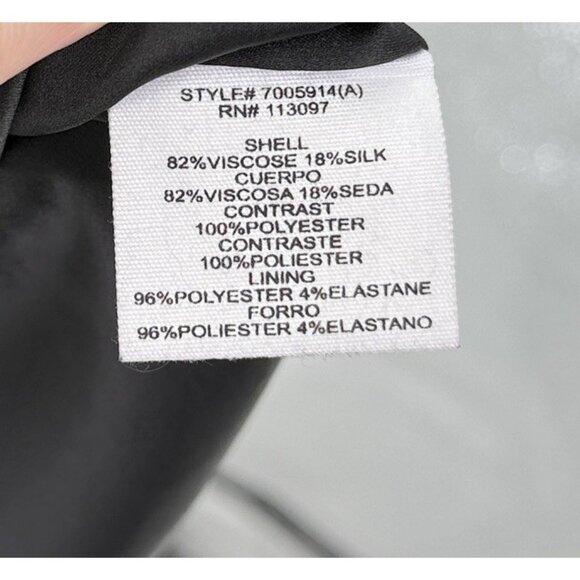 STYLE# 7005914(A)
RN# 113097
SHELL
82%VISCOSE 18%SILK
CUERPO
82%VISCOSA 18%SEDA
CONTRAST
100%POLYESTER
CONTRASTE
100%POLIESTER
LINING
96%POLYESTER 4%ELASTANE
FORRO
96%POLIESTER 4%ELASTANO